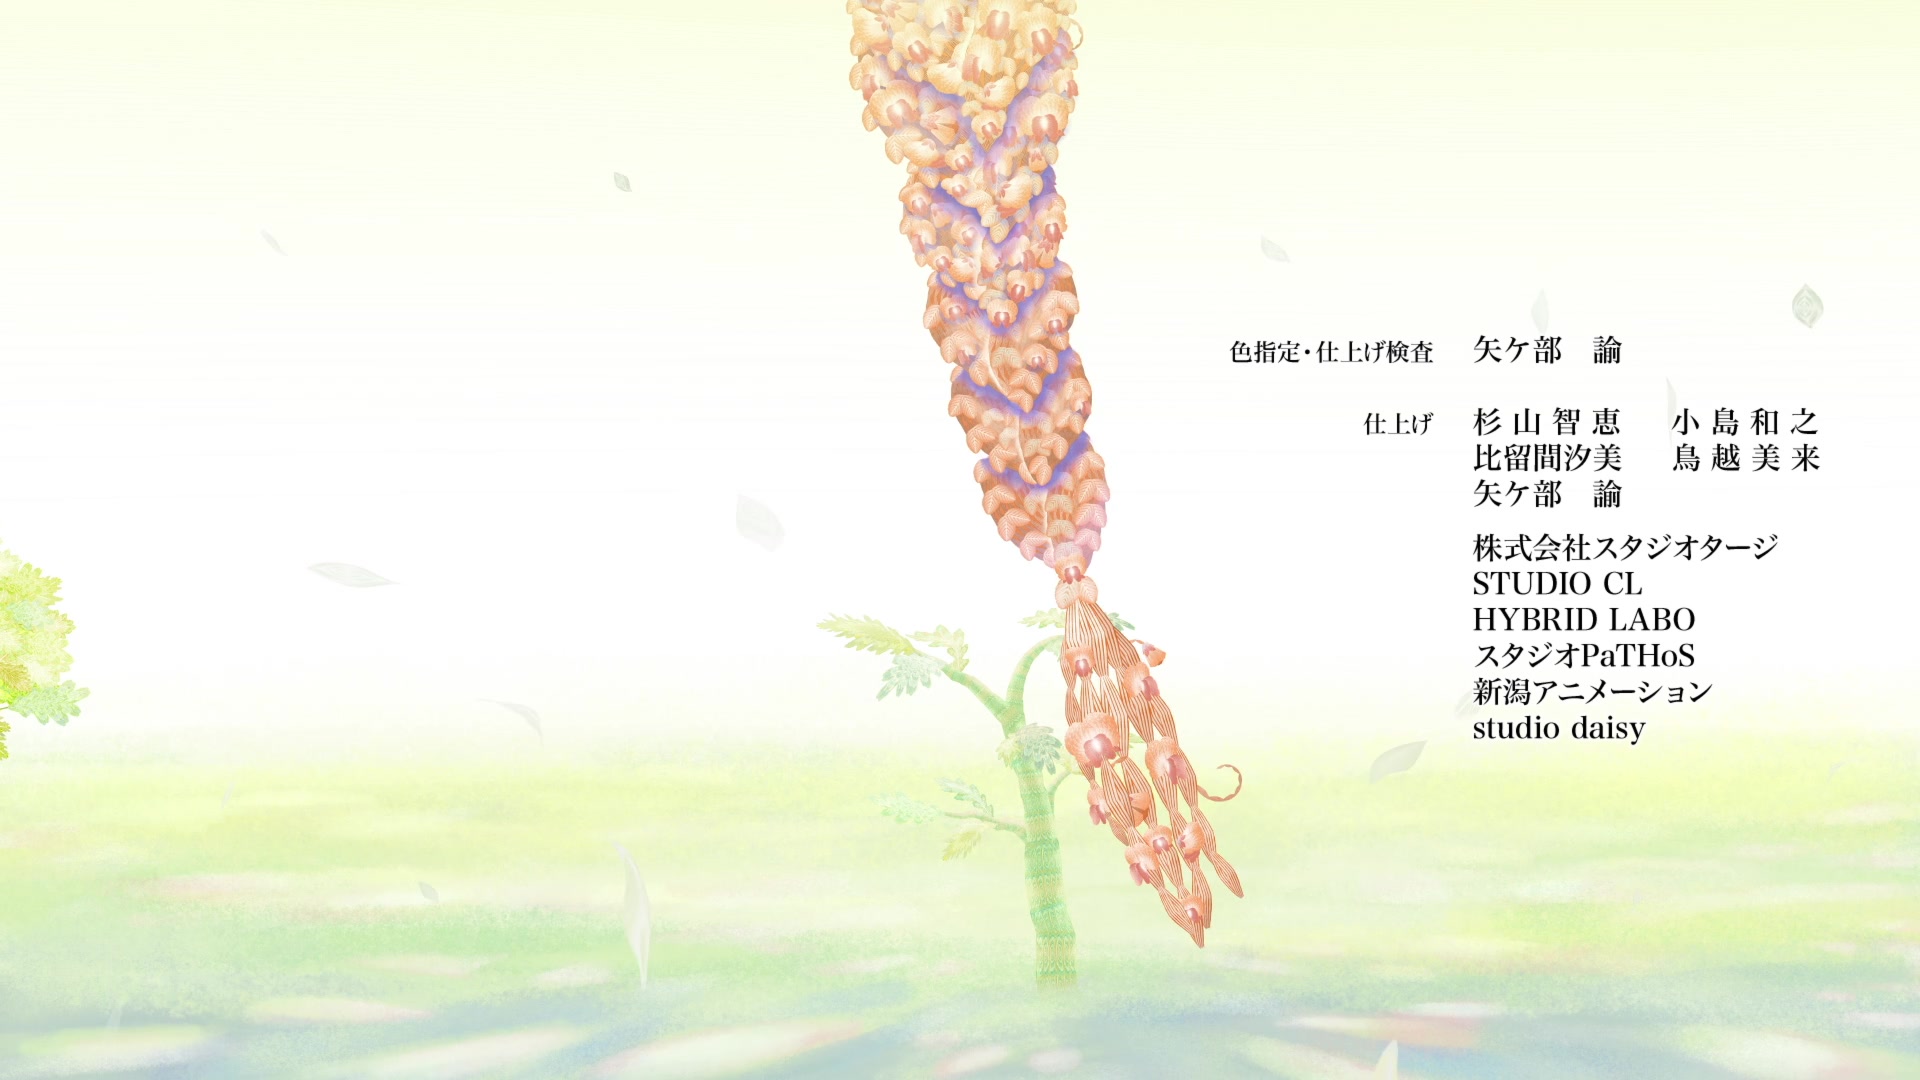 色指定・仕上げ検査 矢ケ部 諭
仕上げ 杉山智恵 小島和之
比留間汐美 鳥越美来
矢ケ部 諭
株式会社スタジオタージ
STUDIO CL
HYBRID LABO
スタジオPaTHoS
新潟アニメーション
studio daisy